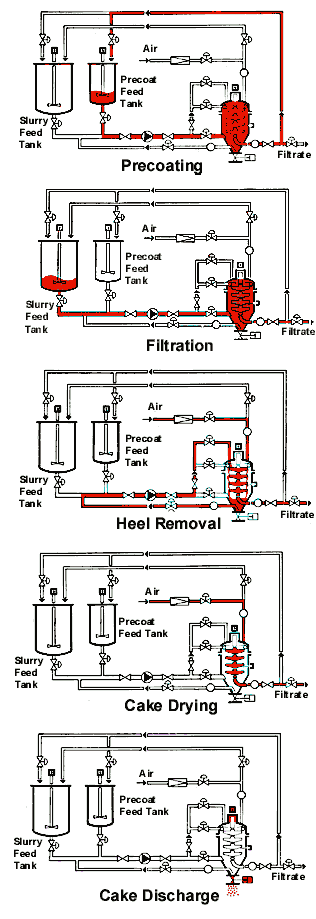 Air
Precoat
Feed
Tank
Slurry
Feed
Tank
Filtrate
Precoating
Air
Precoat
Feed
Tank
Slurry
Feed
Tank
Filtrate
Filtration
Air
Precoat
Feed
Tank
Slurry
Feed
Tank
Filtrate
Heel Removal
Air
Precoat
Feed Tank
Slurry
Feed
Tank
Filtrate
Cake Drying
Air
Precoat
Feed Tank
Slurry
Feed
Tank
Filtrate
Cake Discharge